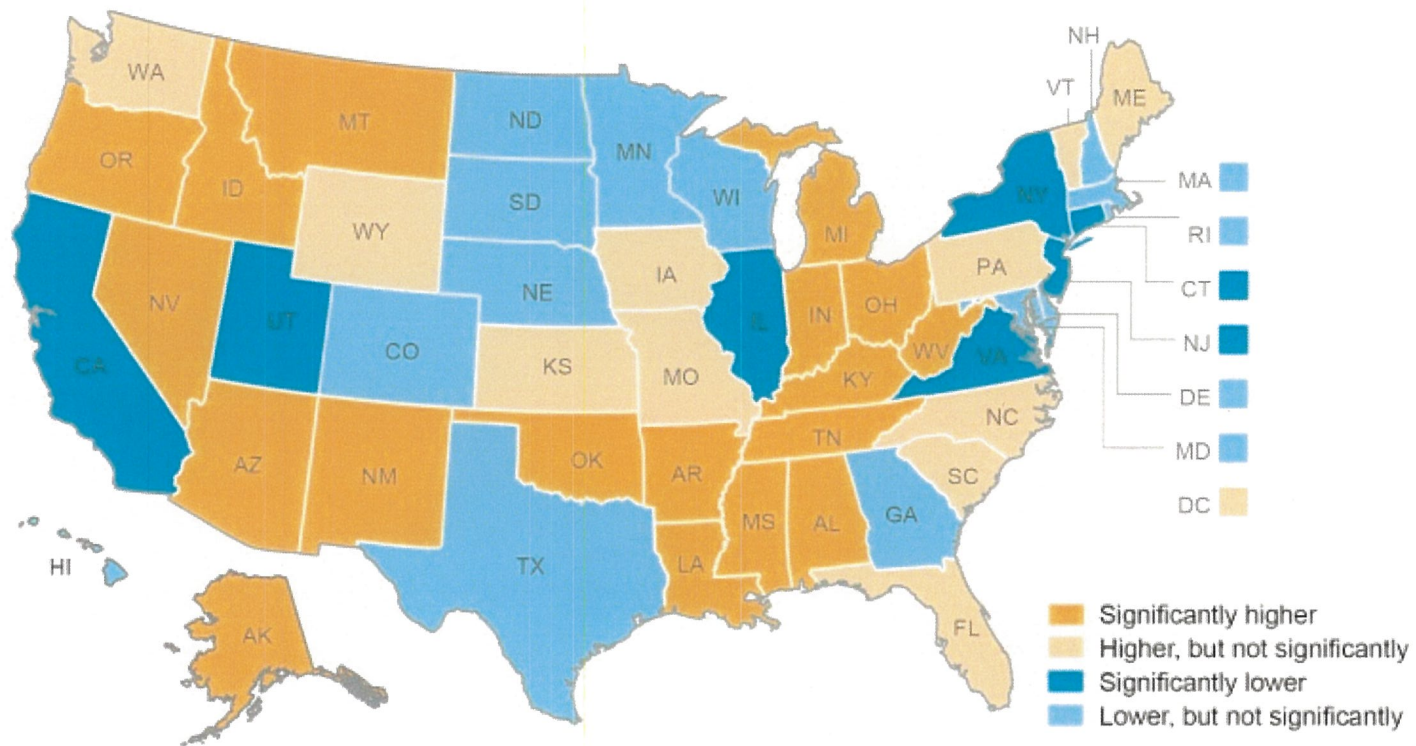 NH
WA
VT
ME
MT
ND
OR
MN
ID
SD
WI
MA
NY
WY
MI
RI
IA
PA
NE
CT
NV
UT
IL
IN
OH
CO
NJ
WV
VA
CA
KS
MO
KY
DE
NC
TN
MD
AZ
NM
OK
AR
SC
DC
MS
AL
GA
HI
TX
LA
AK
FL
Significantly higher
Higher, but not significantly
Significantly lower
Lower, but not significantly